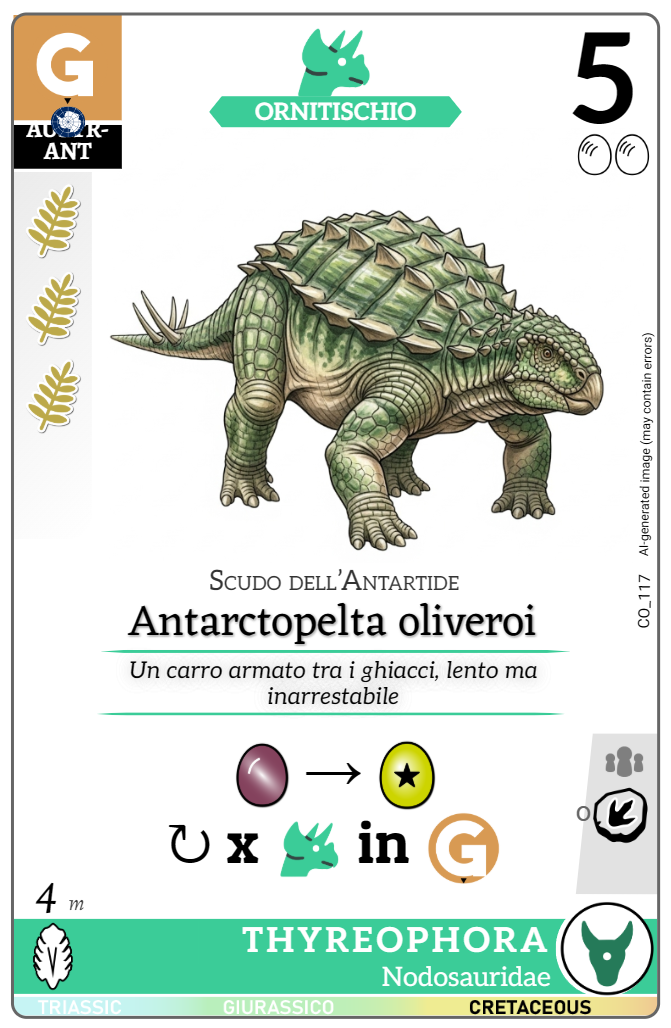 G
ORNITISCHIO
5
AUSTR-
ANT
AI-generated image (may contain errors)
CO_117
Scudo dell'Antartide
Antarctopelta oliveroi
Un carro armato tra i ghiacci, lento ma
inarrestabile
→
↻ x in G
O
4 m
THYREOPHORA
Nodosauridae
TRIASSIC GIURASSICO CRETACEOUS